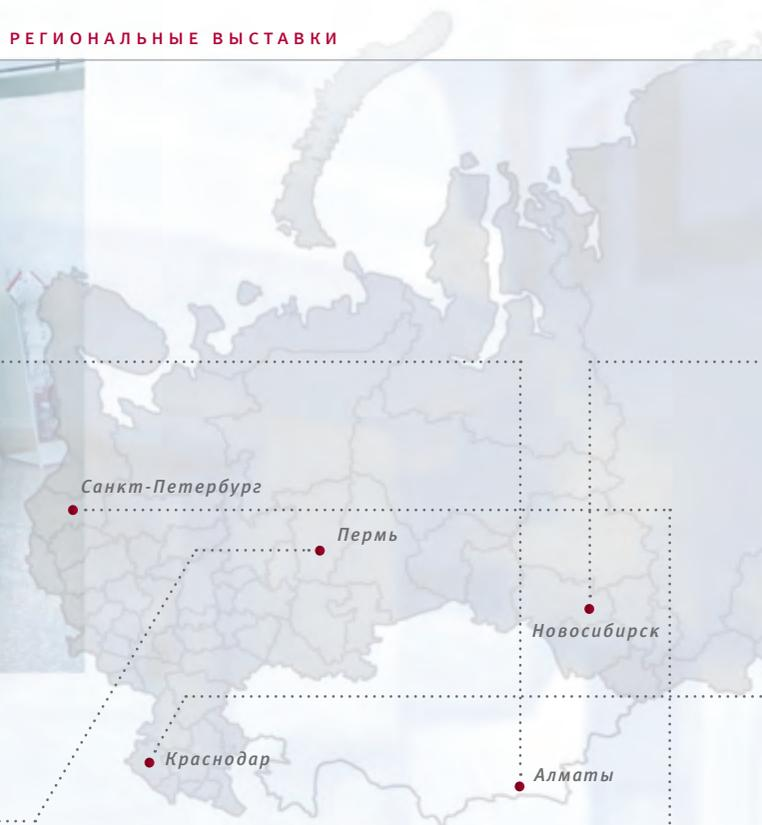 РЕГИОНАЛЬНЫЕ ВЫСТАВКИ
Санкт-Петербург
Пермь
Новосибирск
Краснодар
Алматы